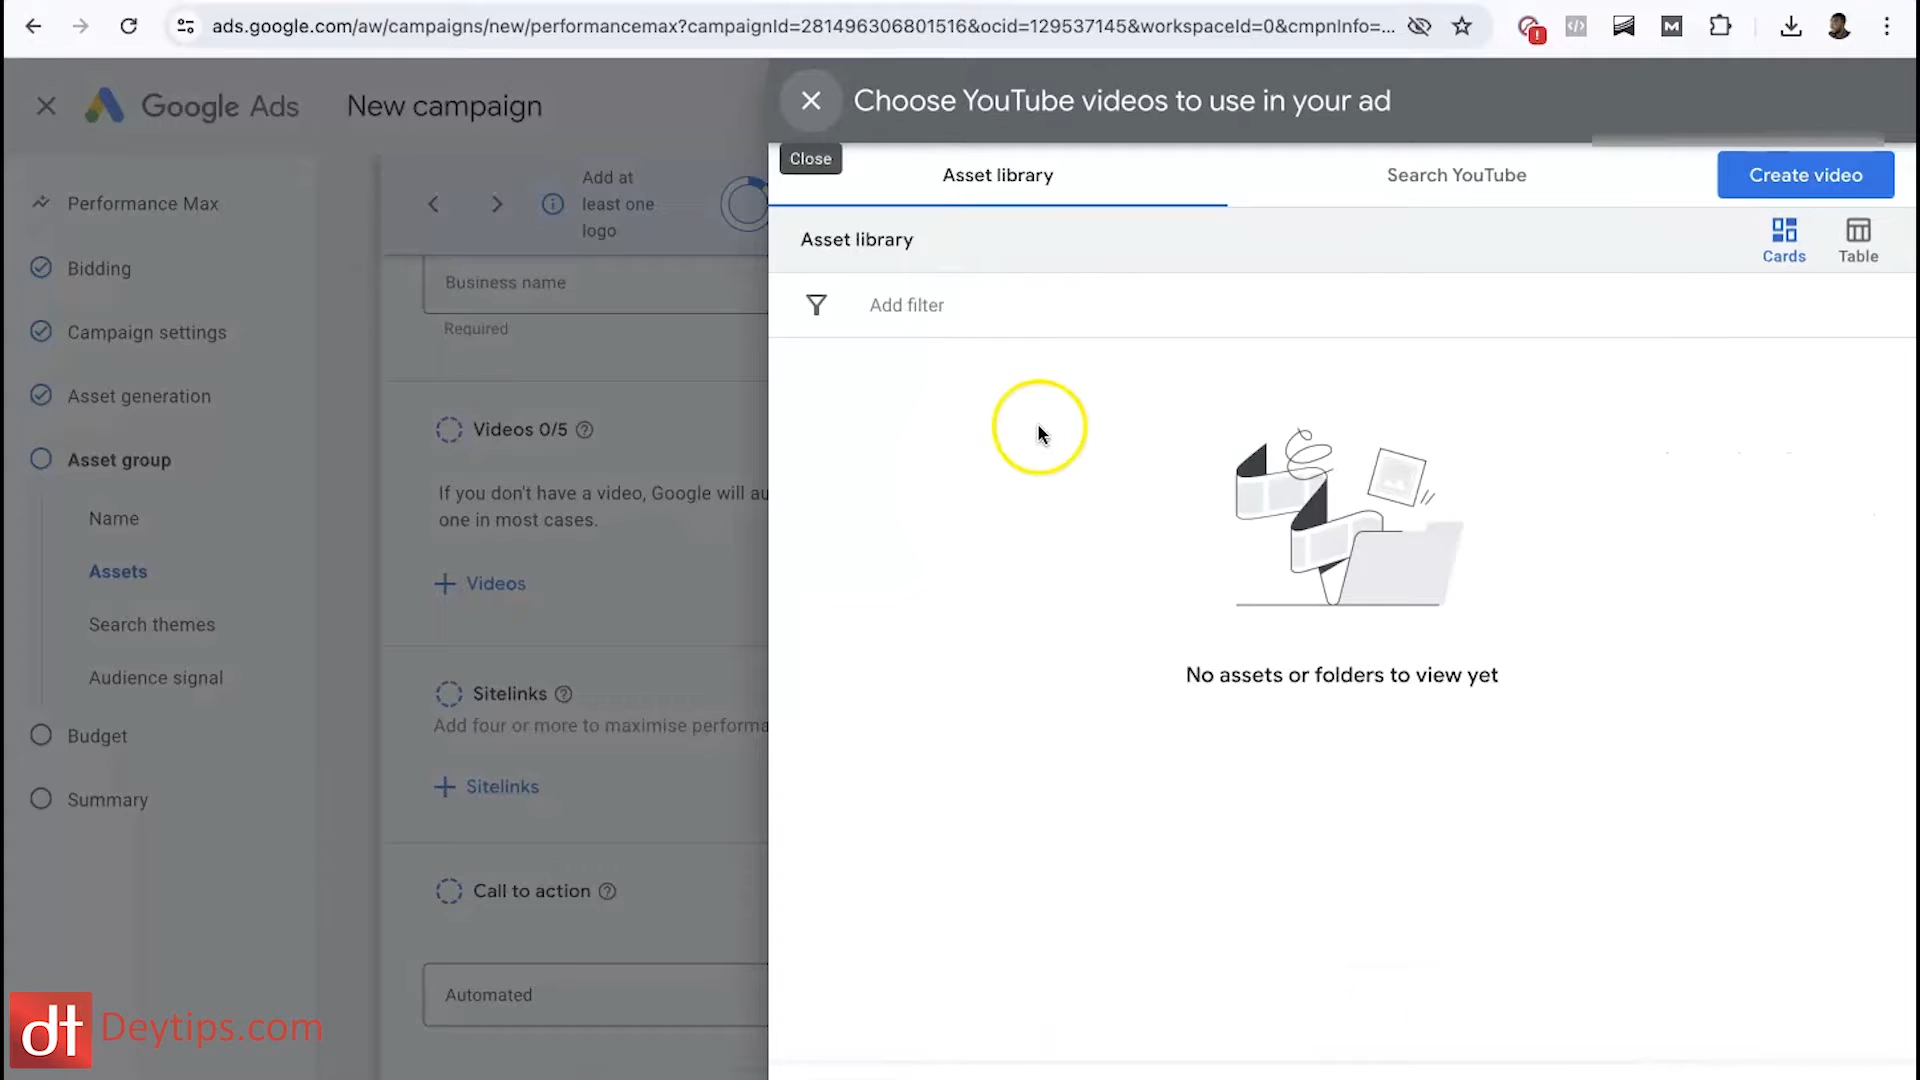 ads.google.com/aw/campaigns/new/performancemax?campaignId=281496306801516&ocid=129537145&workspaceId=0&cmpnInfo=...
Google Ads
New campaign
Choose YouTube videos to use in your ad
Close
Asset library
Search YouTube
Create video
Asset library
Cards
Table
Add filter
No assets or folders to view yet
Performance Max
Bidding
Campaign settings
Asset generation
Asset group
Name
Assets
Search themes
Audience signal
Budget
Summary
Add at
least one
logo
Business name
Required
Videos 0/5
If you don't have a video, Google will au
one in most cases.
+ Videos
Sitelinks
Add four or more to maximise performa
+ Sitelinks
Call to action
Automated
dt Deytips.com